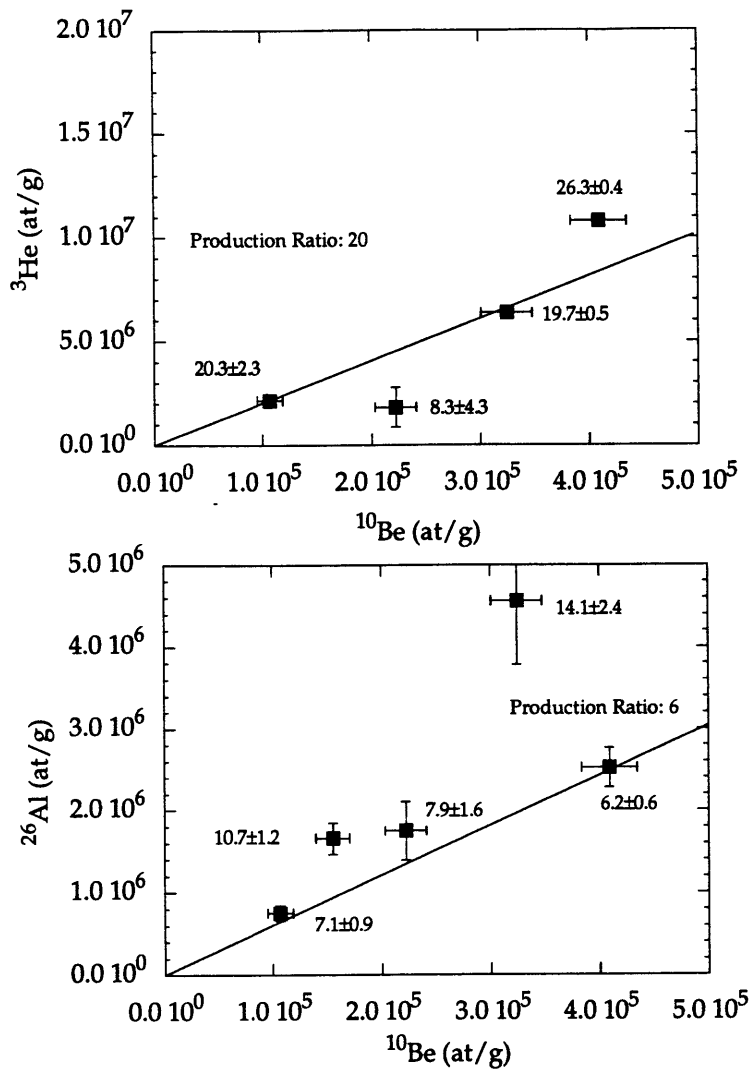 2.0 10⁷
1.5 10⁷
1.0 10⁷
5.0 10⁶
0.0 10⁰
³He (at/g)
26.3±0.4
Production Ratio: 20
19.7±0.5
20.3±2.3
8.3±4.3
0.0 10⁰ 1.0 10⁵ 2.0 10⁵ 3.0 10⁵ 4.0 10⁵ 5.0 10⁵
¹⁰Be (at/g)
5.0 10⁶
4.0 10⁶
3.0 10⁶
2.0 10⁶
1.0 10⁶
0.0 10⁰
²⁶Al (at/g)
14.1±2.4
Production Ratio: 6
7.9±1.6
6.2±0.6
10.7±1.2
7.1±0.9
0.0 10⁰ 1.0 10⁵ 2.0 10⁵ 3.0 10⁵ 4.0 10⁵ 5.0 10⁵
¹⁰Be (at/g)